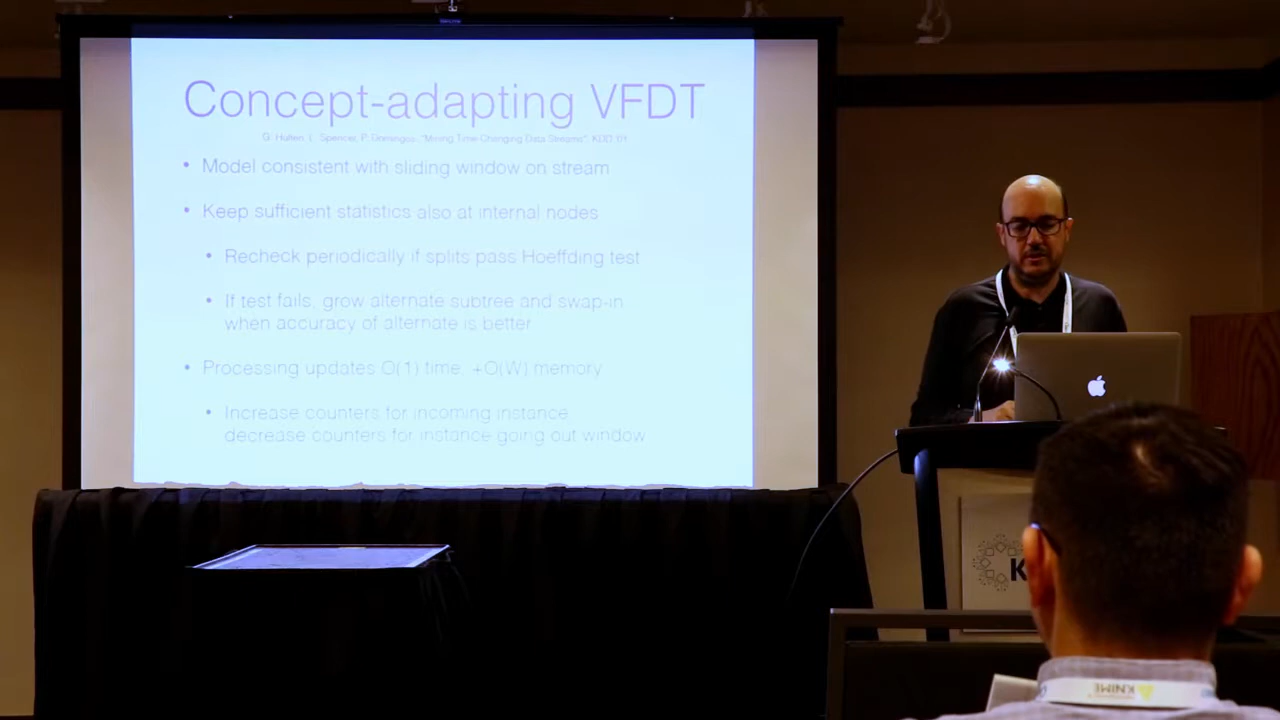 Concept-adapting VFDT
G. Hulten, L. Spencer, P. Domingos: "Mining Time-Changing Data Streams". KDD '01
• Model consistent with sliding window on stream
• Keep sufficient statistics also at internal nodes
• Recheck periodically if splits pass Hoeffding test
• If test fails, grow alternate subtree and swap-in
when accuracy of alternate is better
• Processing updates O(1) time, +O(W) memory
• Increase counters for incoming instance
decrease counters for instance going out window
K
KNIME